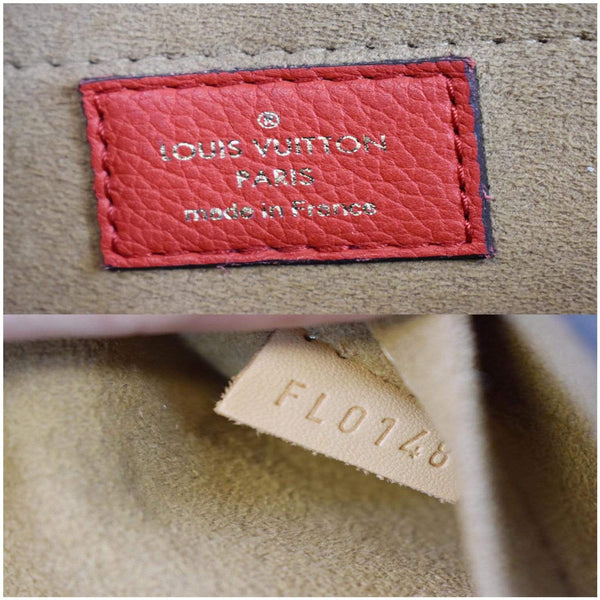 ®
LOUIS VUITTON
PARIS
made in France
FL0148